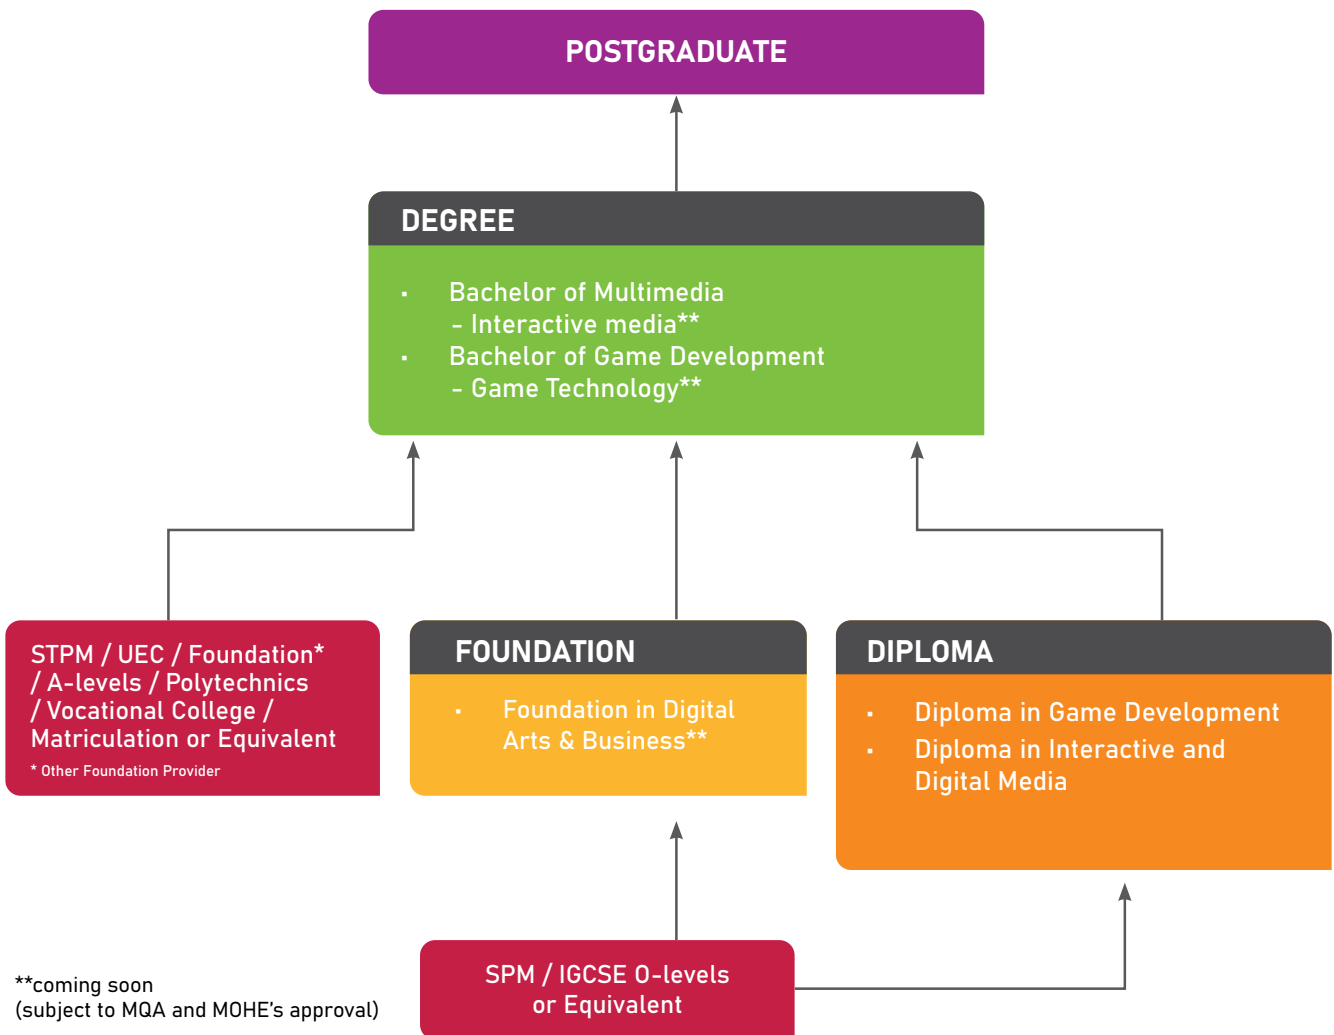 POSTGRADUATE
DEGREE
▪ Bachelor of Multimedia
- Interactive media**
▪ Bachelor of Game Development
- Game Technology**
STPM / UEC / Foundation*
/ A-levels / Polytechnics
/ Vocational College /
Matriculation or Equivalent
* Other Foundation Provider
FOUNDATION
▪ Foundation in Digital
Arts & Business**
DIPLOMA
▪ Diploma in Game Development
▪ Diploma in Interactive and
Digital Media
SPM / IGCSE O-levels
or Equivalent
**coming soon
(subject to MQA and MOHE's approval)